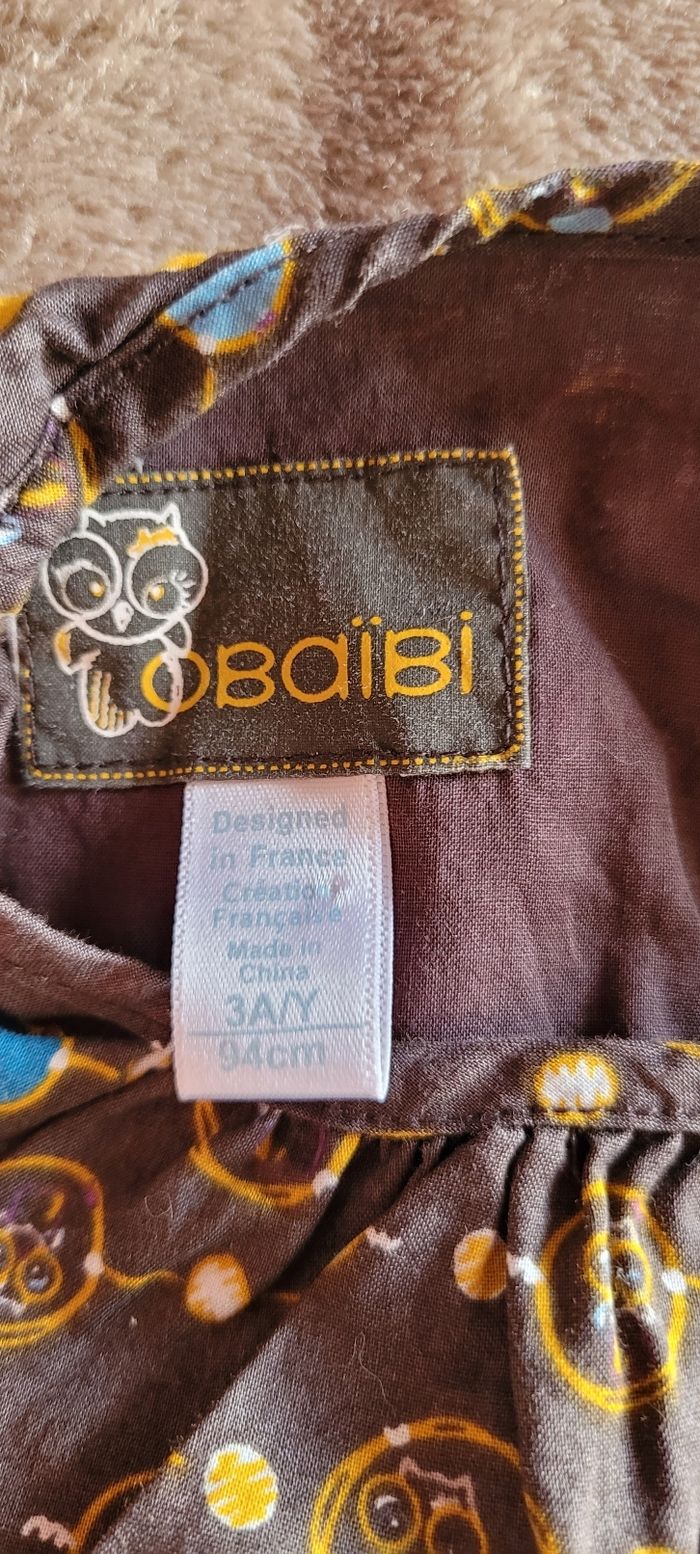 OBaïBi
Designed
in France
Création
Française
Made in
China
3A/Y
94cm